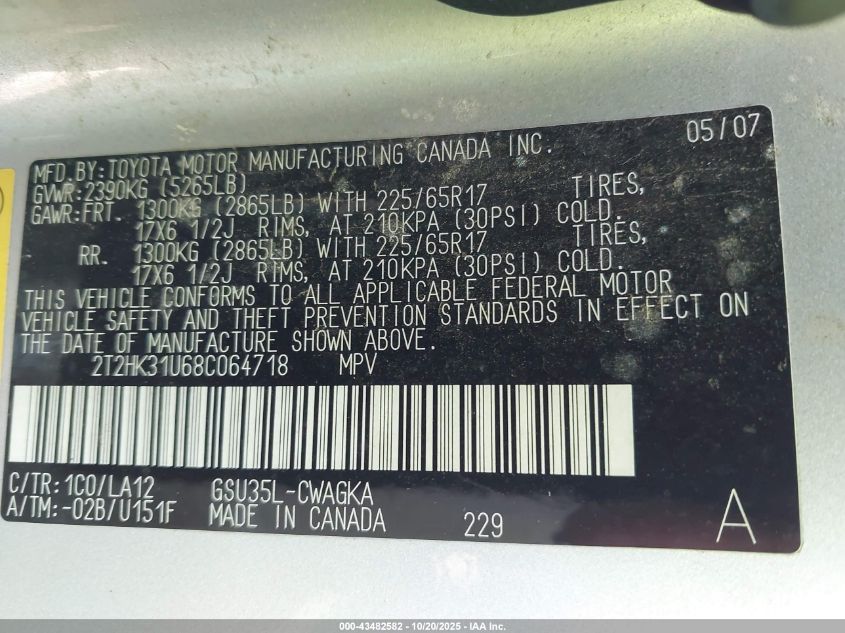 05/07
MFD. BY: TOYOTA MOTOR MANUFACTURING CANADA INC.
GVWR: 2390KG (5265LB)
GAWR: FRT. 1300KG (2865LB) WITH 225/65R17 TIRES,
17X6 1/2J RIMS, AT 210KPA (30PSI) COLD.
RR. 1300KG (2865LB) WITH 225/65R17 TIRES,
17X6 1/2J RIMS, AT 210KPA (30PSI) COLD.
THIS VEHICLE CONFORMS TO ALL APPLICABLE FEDERAL MOTOR
VEHICLE SAFETY AND THEFT PREVENTION STANDARDS IN EFFECT ON
THE DATE OF MANUFACTURE SHOWN ABOVE.
2T2HK31U68C064718 MPV
C/TR: 1C0/LA12 GSU35L-CWAGKA
A/TM: -02B/U151F MADE IN CANADA 229 A
000-43482582 - 10/20/2025 - IAA Inc.